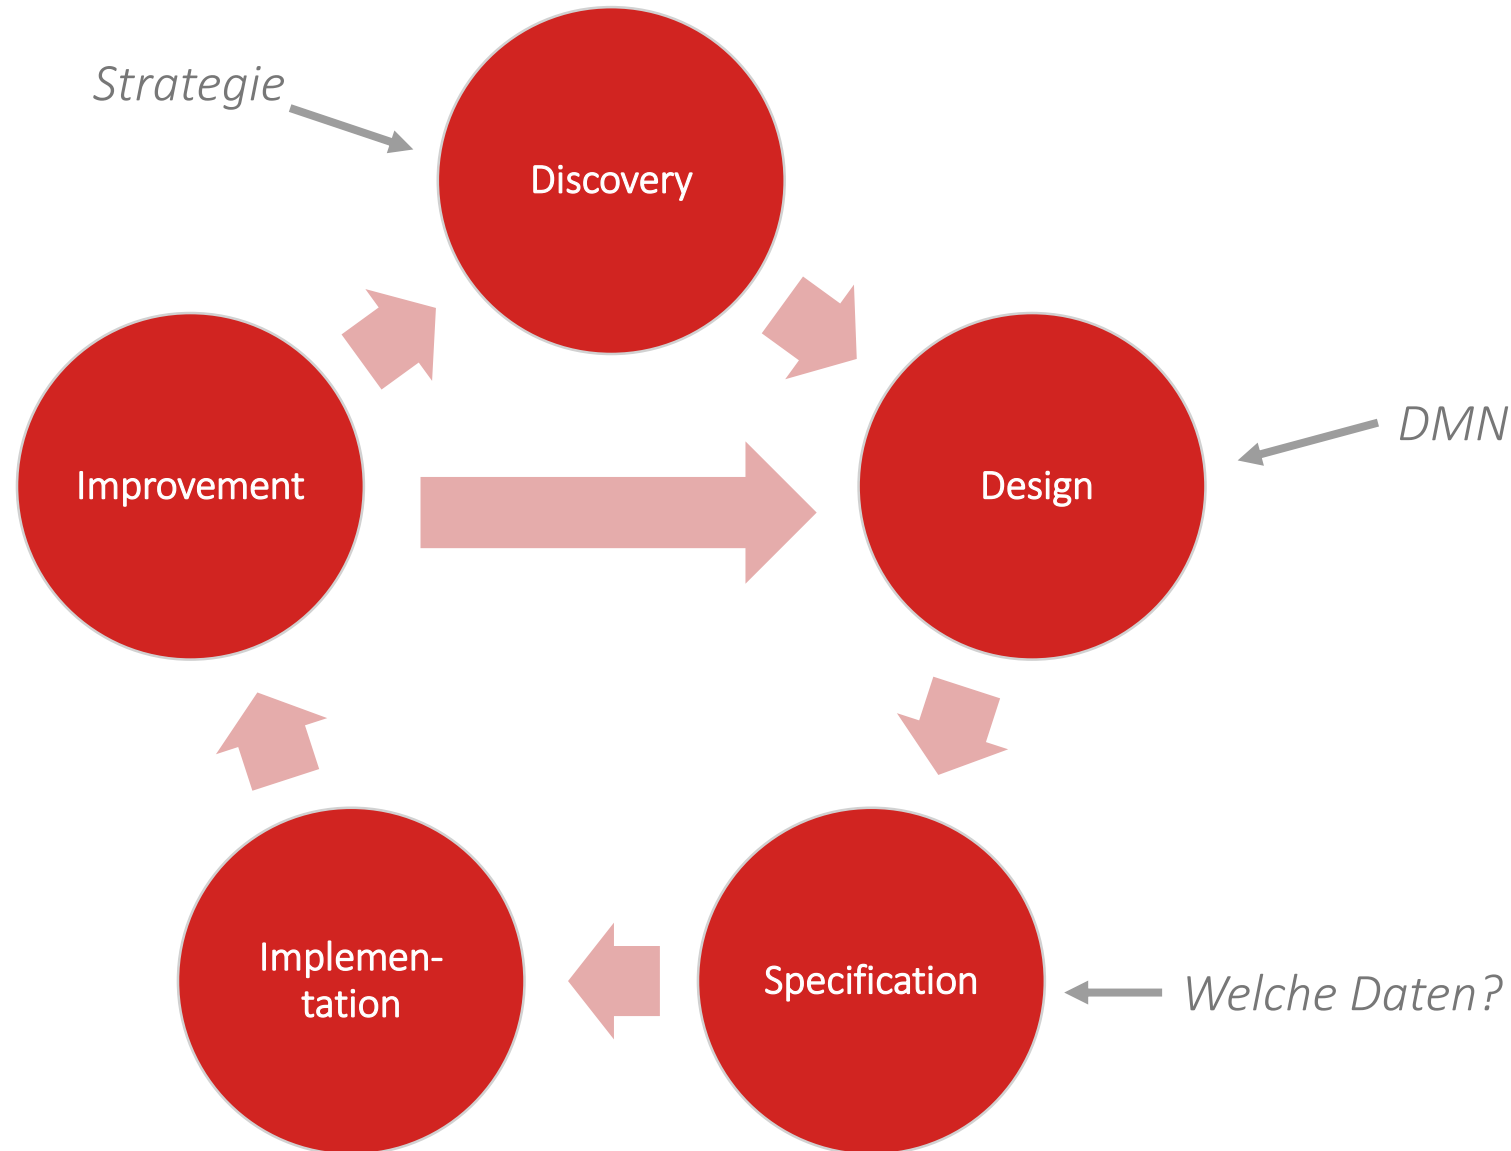 Strategie
Discovery
Improvement
Design
DMN
Implemen-
tation
Specification
Welche Daten?